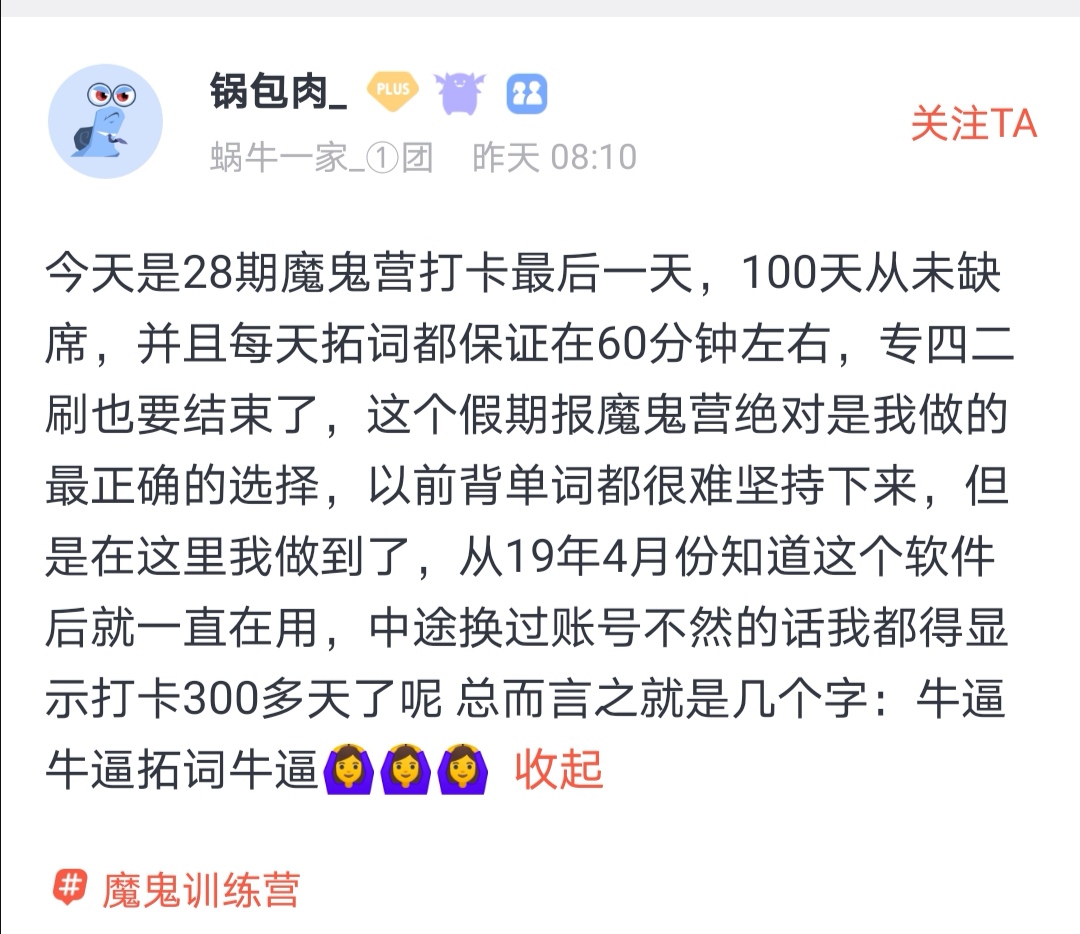 锅包肉_ PLUS
关注TA
蜗牛一家_①团 昨天 08:10
今天是28期魔鬼营打卡最后一天，100天从未缺
席，并且每天拓词都保证在60分钟左右，专四二
刷也要结束了，这个假期报魔鬼营绝对是我做的
最正确的选择，以前背单词都很难坚持下来，但
是在这里我做到了，从19年4月份知道这个软件
后就一直在用，中途换过账号不然的话我都得显
示打卡300多天了呢 总而言之就是几个字：牛逼
牛逼拓词牛逼🙆‍♀️🙆‍♀️🙆‍♀️ 收起
# 魔鬼训练营